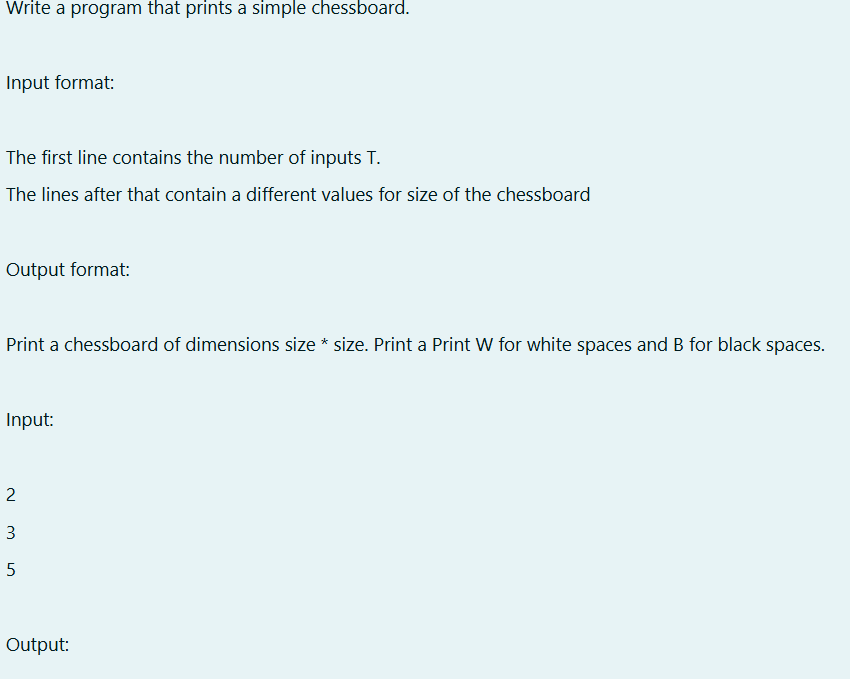 Write a program that prints a simple chessboard.
Input format:
The first line contains the number of inputs T.
The lines after that contain a different values for size of the chessboard
Output format:
Print a chessboard of dimensions size * size. Print a Print W for white spaces and B for black spaces.
Input:
2
3
5
Output: